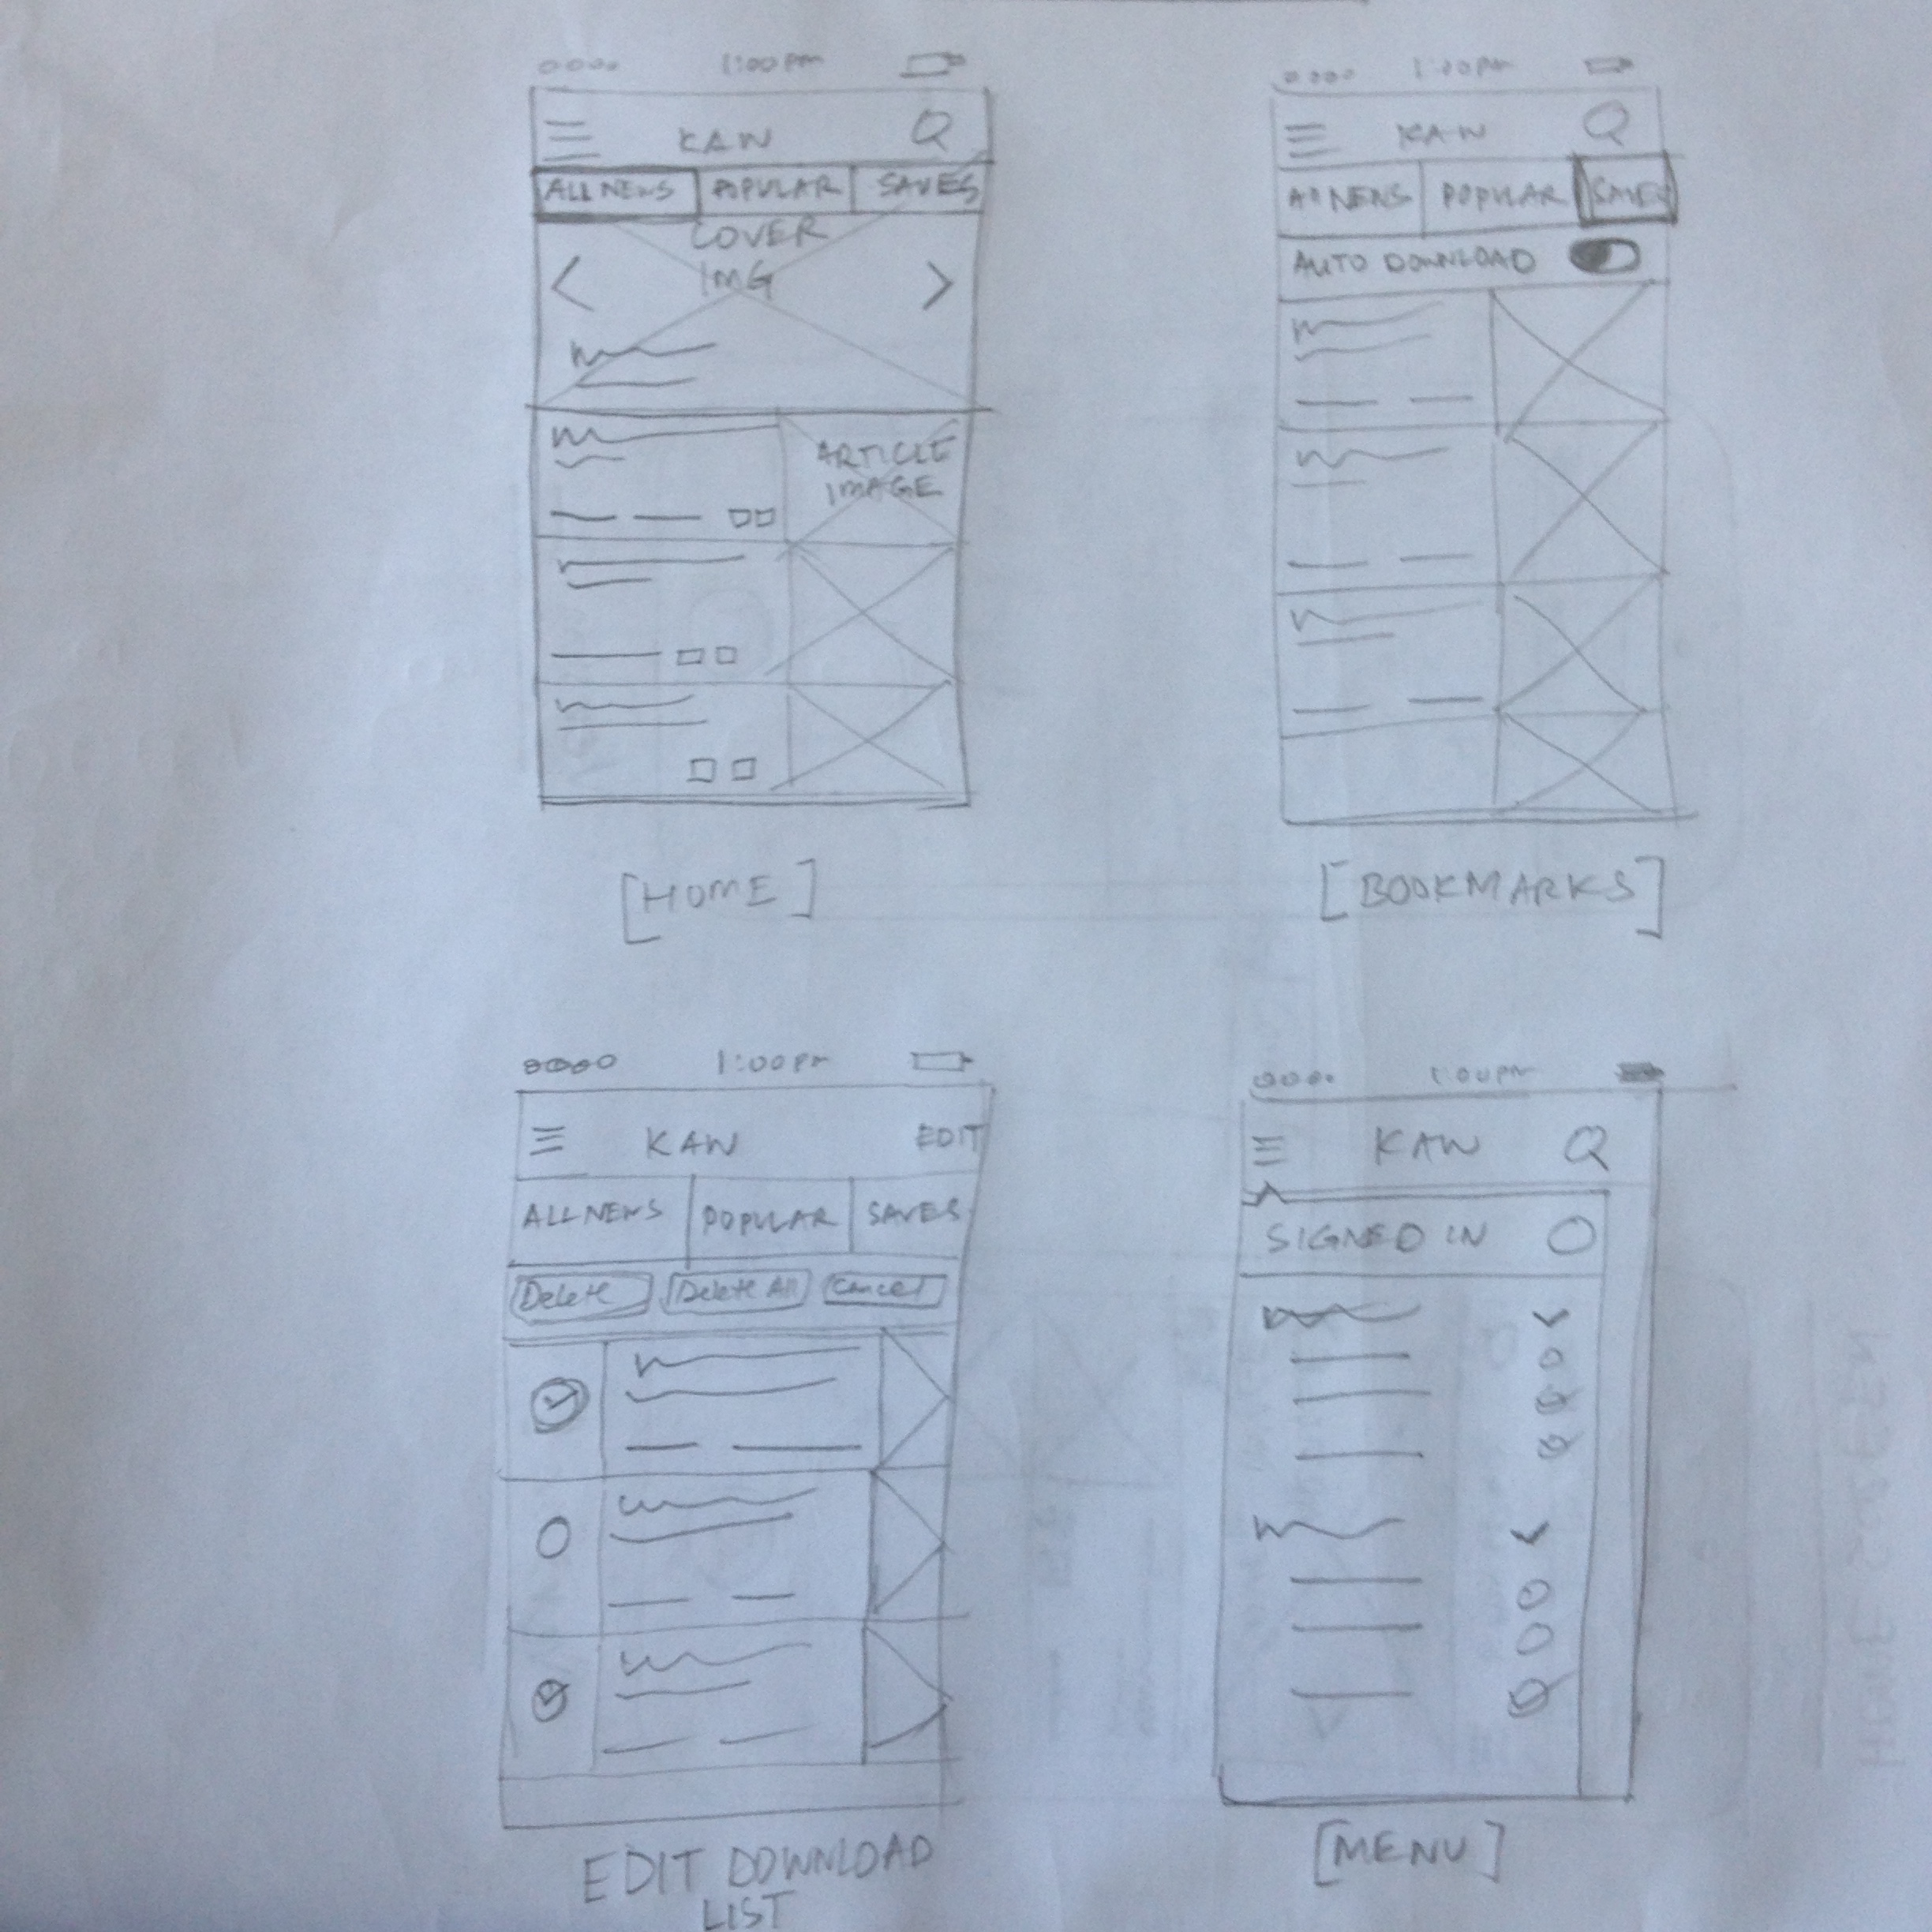 1:00 PM
KAW
ALL NEWS POPULAR SAVES
COVER
IMG
ARTICLE
IMAGE
[HOME]
1:00 PM
KAW
POPULAR SAVES
AUTO DOWNLOAD
[BOOKMARKS]
1:00 PM
KAW EDIT
ALL NEWS POPULAR SAVES
Delete Delete All Cancel
EDIT DOWNLOAD
LIST
1:00 PM
KAW
SIGNED IN
[MENU]